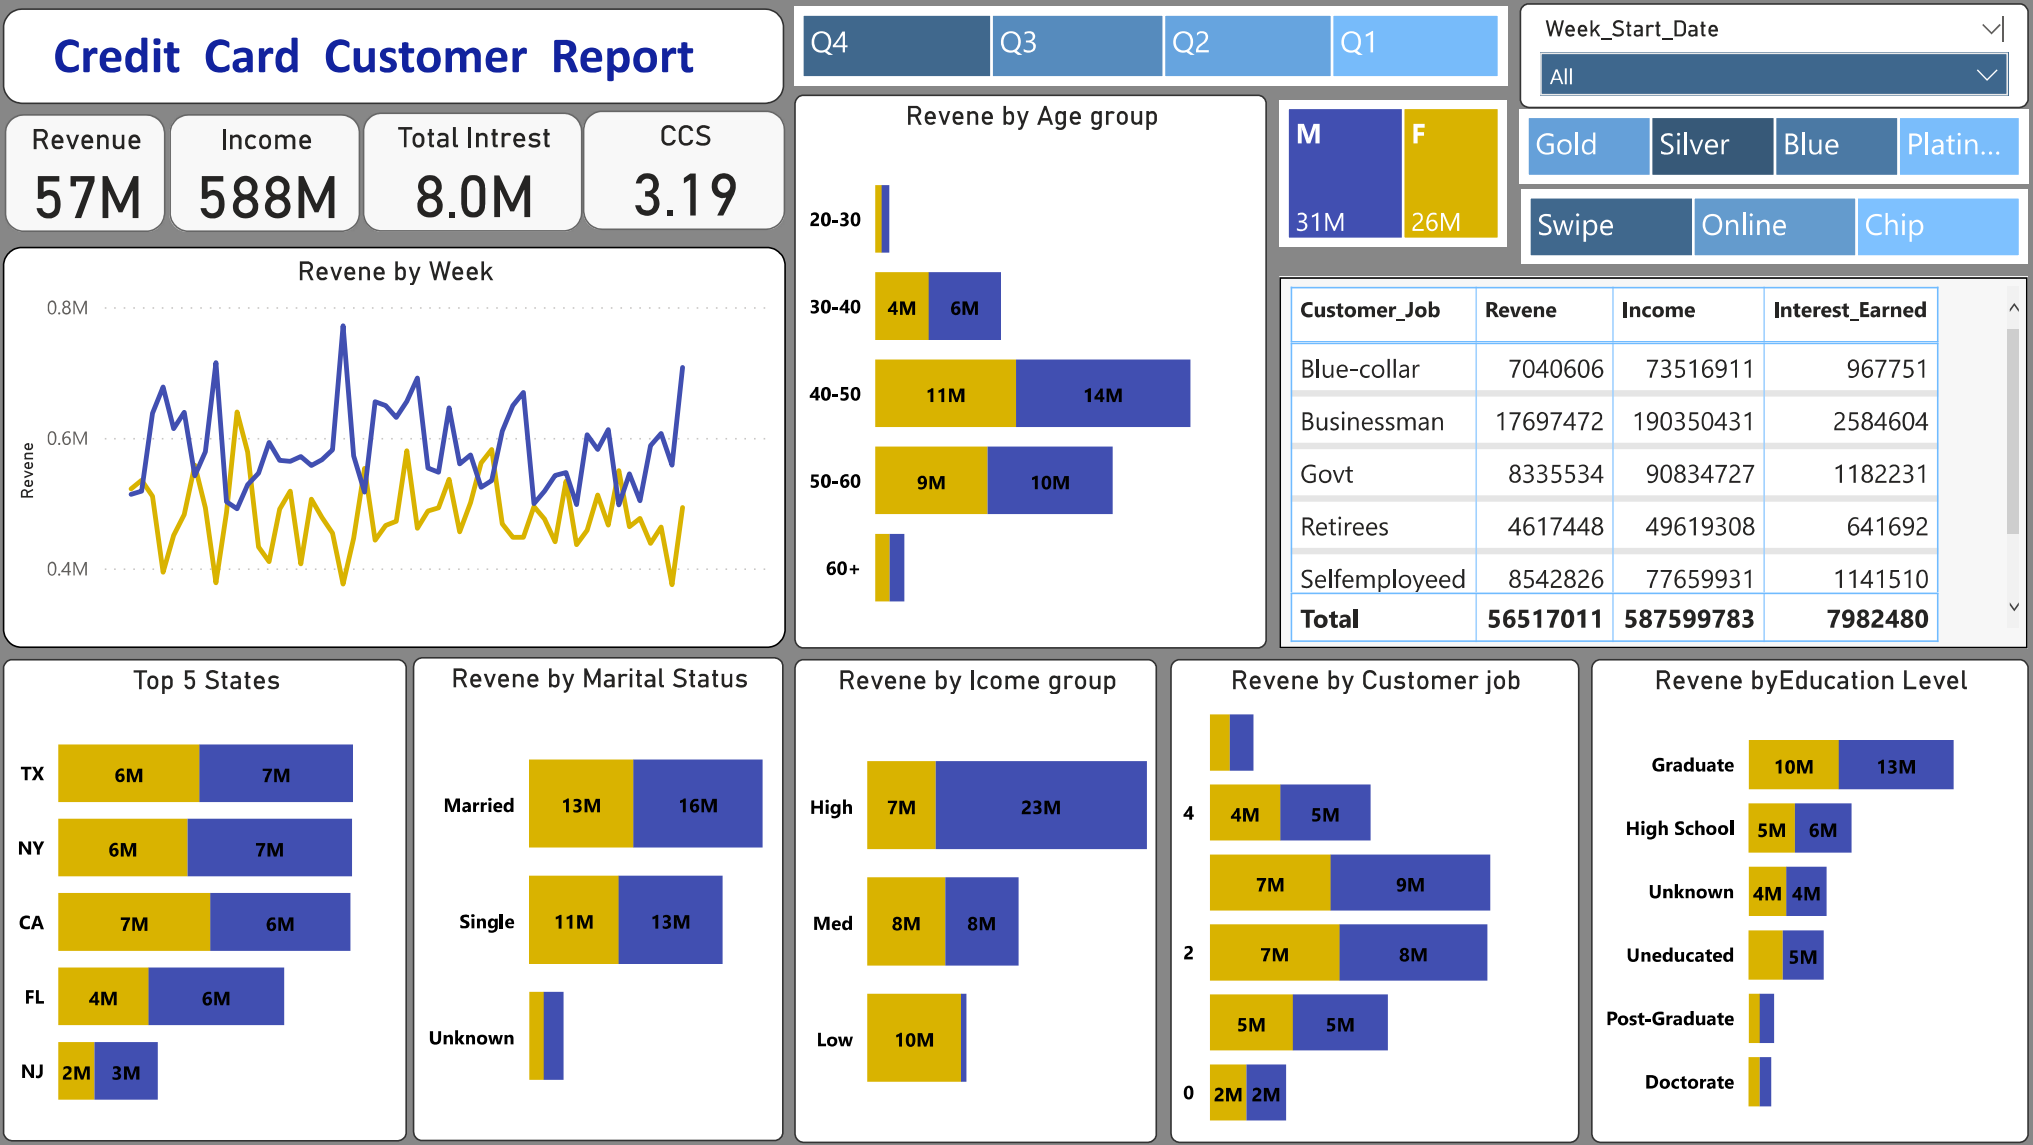 Credit Card Customer Report
Q4
Q3
Q2
Q1
Week_Start_Date
All
Revenue
57M
Income
588M
Total Intrest
8.0M
CCS
3.19
M
31M
F
26M
Gold
Silver
Blue
Platin...
Swipe
Online
Chip
Revene by Week
0.8M
0.6M
0.4M
Revene
Revene by Age group
20-30
30-40 4M 6M
40-50 11M 14M
50-60 9M 10M
60+
Customer_Job Revene Income Interest_Earned
Blue-collar 7040606 73516911 967751
Businessman 17697472 190350431 2584604
Govt 8335534 90834727 1182231
Retirees 4617448 49619308 641692
Selfemployeed 8542826 77659931 1141510
Total 56517011 587599783 7982480
Top 5 States
TX 6M 7M
NY 6M 7M
CA 7M 6M
FL 4M 6M
NJ 2M 3M
Revene by Marital Status
Married 13M 16M
Single 11M 13M
Unknown
Revene by Icome group
High 7M 23M
Med 8M 8M
Low 10M
Revene by Customer job
4 4M 5M
7M 9M
2 7M 8M
5M 5M
0 2M 2M
Revene byEducation Level
Graduate 10M 13M
High School 5M 6M
Unknown 4M 4M
Uneducated 5M
Post-Graduate
Doctorate